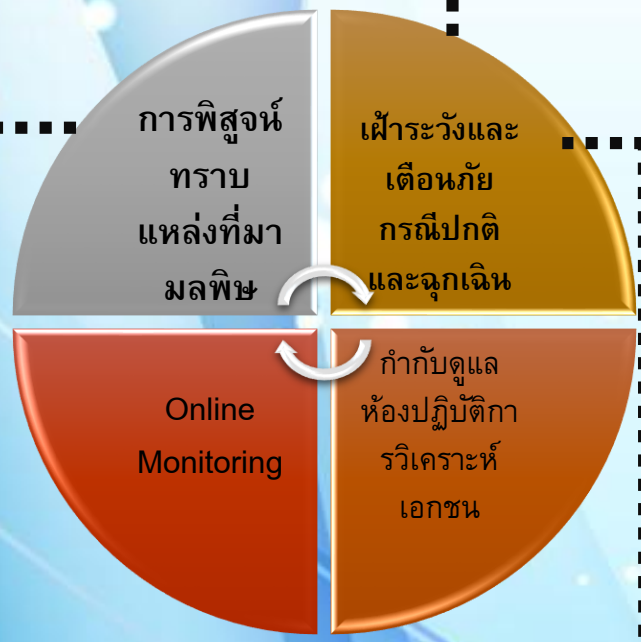 การพิสูจน์
ทราบ
แหล่งที่มา
มลพิษ
เฝ้าระวังและ
เตือนภัย
กรณีปกติ
และฉุกเฉิน
Online
Monitoring
กำกับดูแล
ห้องปฏิบัติกา
รวิเคราะห์
เอกชน